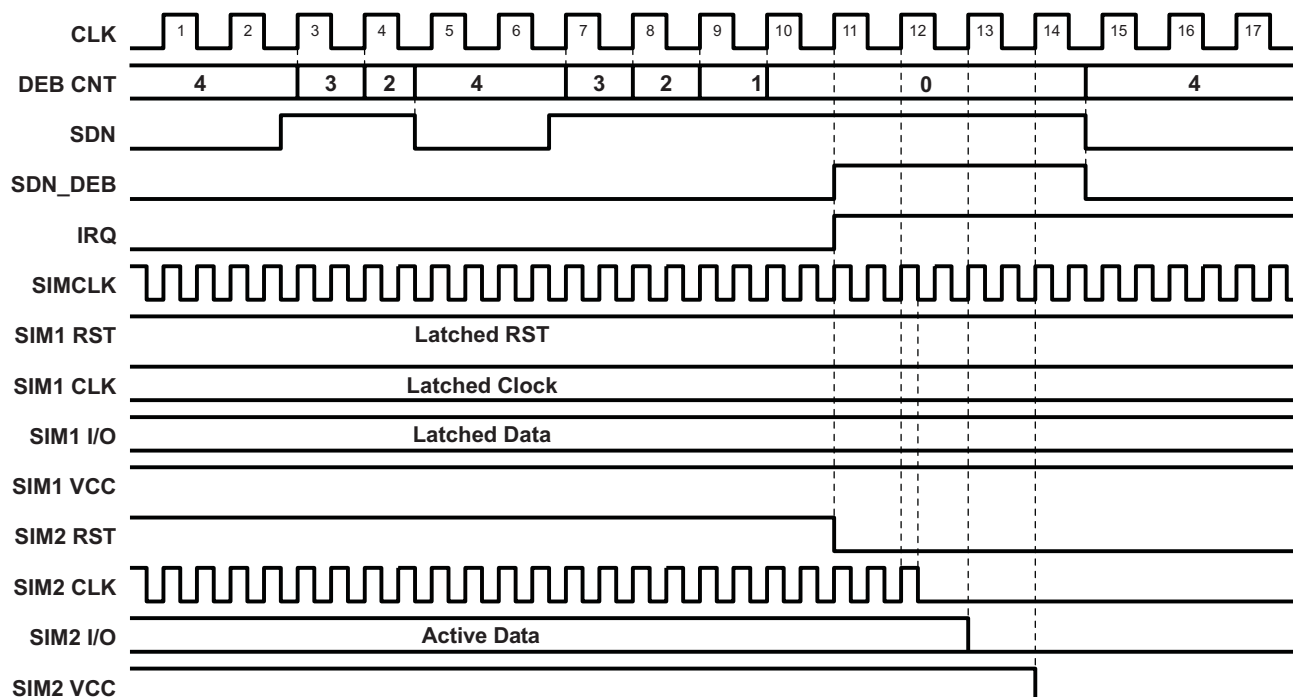 CLK 1 2 3 4 5 6 7 8 9 10 11 12 13 14 15 16 17
DEB CNT 4 3 2 4 3 2 1 0 4
SDN
SDN_DEB
IRQ
SIMCLK
SIM1 RST Latched RST
SIM1 CLK Latched Clock
SIM1 I/O Latched Data
SIM1 VCC
SIM2 RST
SIM2 CLK
SIM2 I/O Active Data
SIM2 VCC